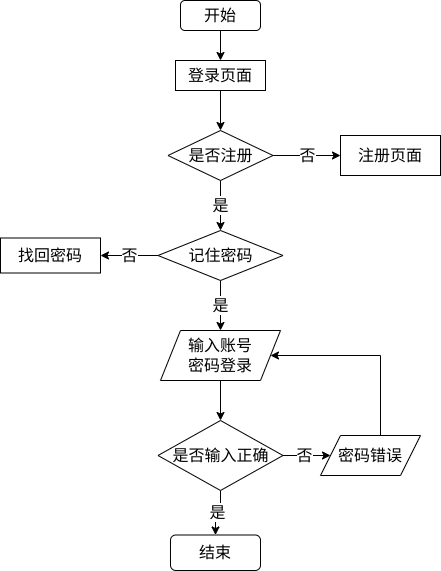 开始
登录页面
是否注册
否
注册页面
是
找回密码
否
记住密码
是
输入账号
密码登录
是否输入正确
否
密码错误
是
结束